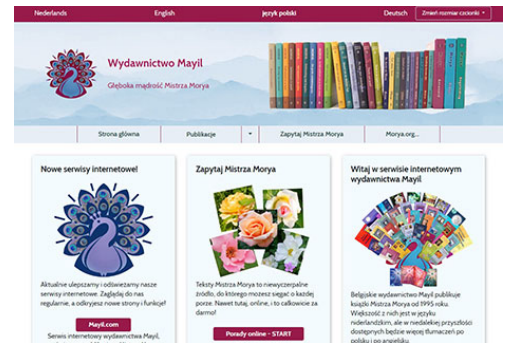 Nederlands English język polski Deutsch Zmień rozmiar czcionki
Wydawnictwo Mayil
Głęboka mądrość Mistrza Morya
Strona główna Publikacje Zapytaj Mistrza Morya Morya.org...
Nowe serwisy internetowe!
Aktualnie ulepszamy i odświeżamy nasze
serwisy internetowe. Zaglądaj do nas
regularnie, a odkryjesz nowe strony i funkcje!
Mayil.com
Serwis internetowy wydawnictwa Mayil,
Zapytaj Mistrza Morya
Teksty Mistrza Morya to niewyczerpalne
źródło, do którego możesz sięgać o każdej
porze. Nawet tutaj, online, i to całkowicie za
darmo!
Porady online - START
Witaj w serwisie internetowym
wydawnictwa Mayil
Belgijskie wydawnictwo Mayil publikuje
książki Mistrza Morya od 1995 roku.
Większość z nich jest w języku
niderlandzkim, ale w niedalekiej przyszłości
dostępnych będzie więcej tłumaczeń po
polsku i po angielsku.